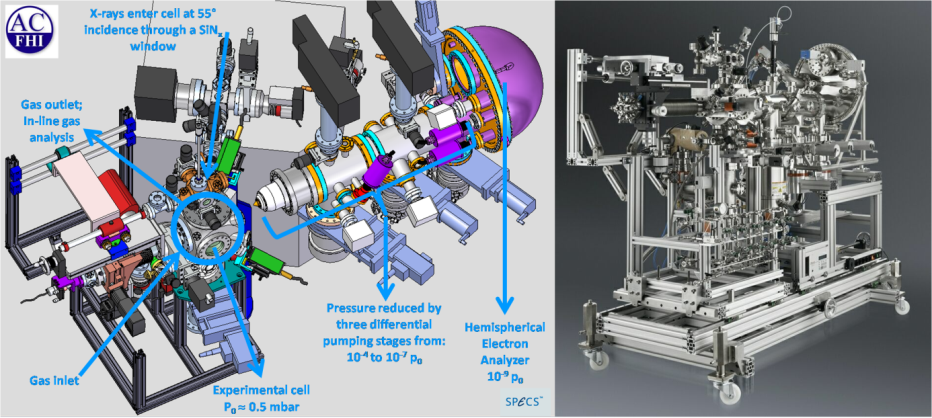 AC
FHI
X-rays enter cell at 55°
incidence through a SiNx
window
Gas outlet;
In-line gas
analysis
Pressure reduced by
three differential
pumping stages from:
10⁻⁴ to 10⁻⁷ p₀
Hemispherical
Electron
Analyzer
10⁻⁹ p₀
Gas inlet
Experimental cell
P₀ ≈ 0.5 mbar
SPECS™